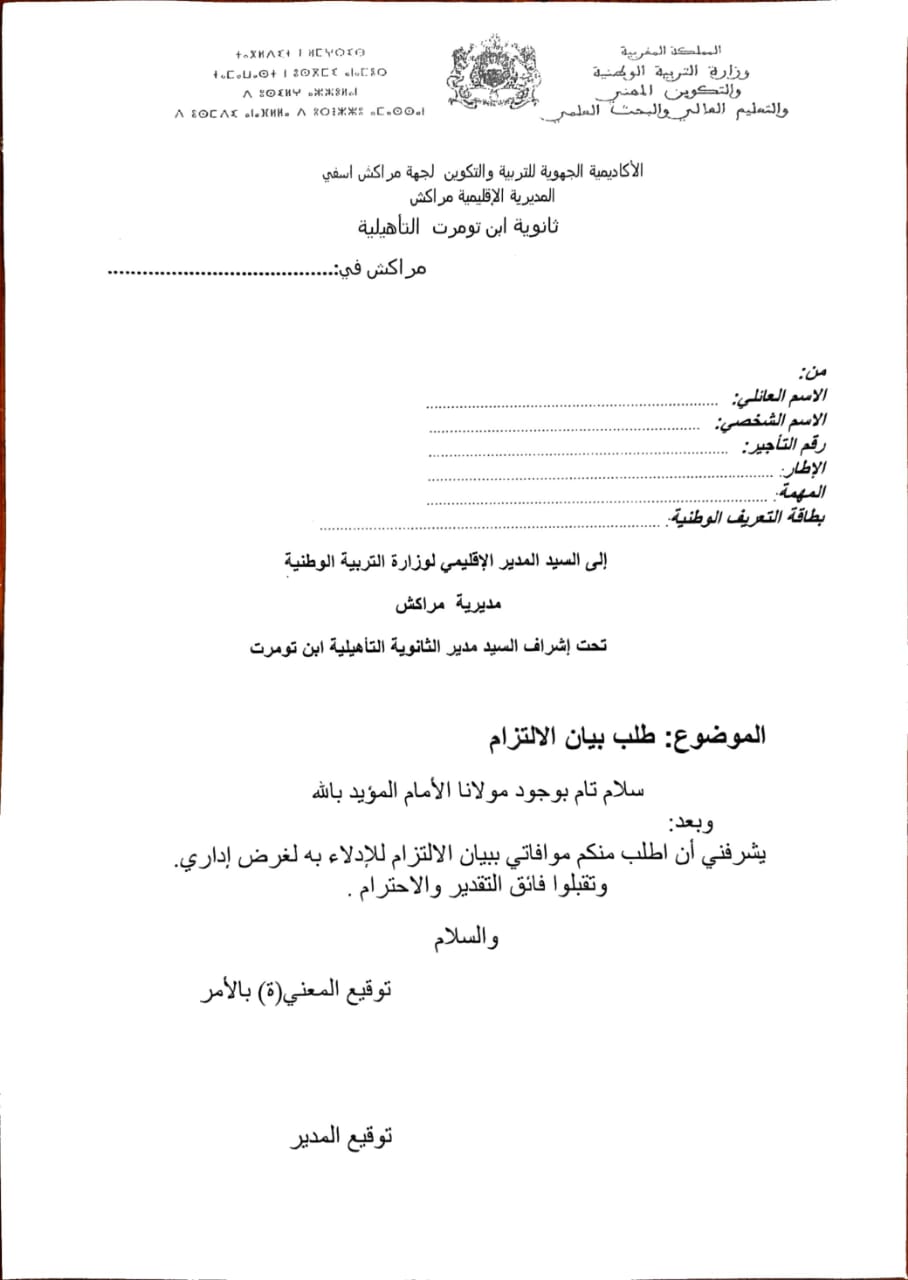 المملكة المغربية
وزارة التربية الوطنية
والتكوين المهني
والتعليم العالي والبحث العلمي
ⵜⴰⴳⵍⴷⵉⵜ ⵏ ⵍⵎⵖⵔⵉⴱ
ⵜⴰⵎⴰⵡⴰⵙⵜ ⵏ ⵓⵙⴳⵎⵉ ⴰⵏⴰⵎⵓⵔ
ⴷ ⵓⵙⵎⵓⵜⵜⴳ ⴰⵣⵣⵓⵍⴰⵏ
الأكاديمية الجهوية للتربية والتكوين لجهة مراكش اسفي
المديرية الإقليمية مراكش
ثانوية ابن تومرت التأهيلية
مراكش في:.......................................
من:
الاسم العائلي: ..........................................................
الاسم الشخصي: ......................................................
رقم التأجير: ............................................................
الإطار: .....................................................................
المهمة: ....................................................................
بطاقة التعريف الوطنية: ....................................................................
إلى السيد المدير الإقليمي لوزارة التربية الوطنية
مديرية مراكش
تحت إشراف السيد مدير الثانوية التأهيلية ابن تومرت
الموضوع: طلب بيان الالتزام
سلام تام بوجود مولانا الأمام المؤيد بالله
وبعد:
يشرفني أن اطلب منكم موافاتي ببيان الالتزام للإدلاء به لغرض إداري.
وتقبلوا فائق التقدير والاحترام .
والسلام
توقيع المعني(ة) بالأمر
توقيع المدير